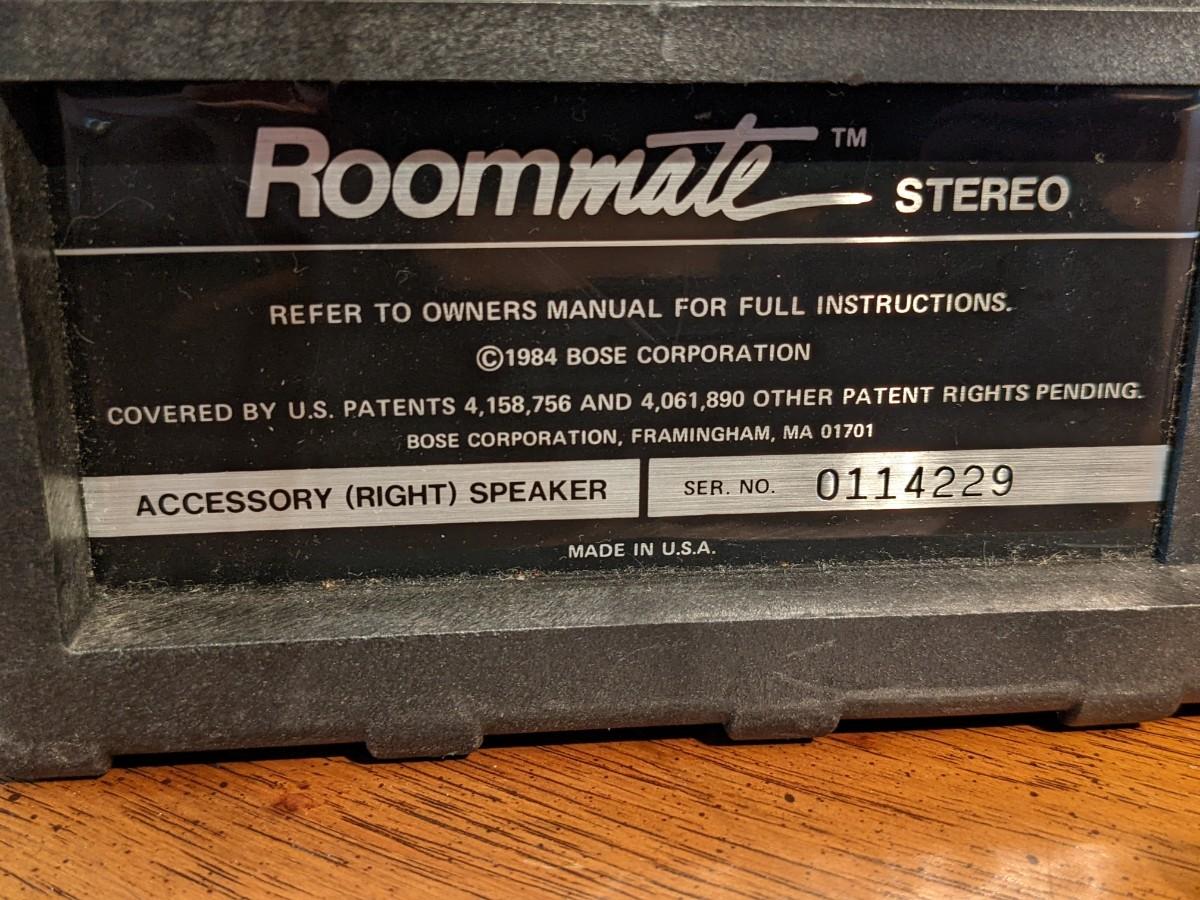 Roommate™ STEREO
REFER TO OWNERS MANUAL FOR FULL INSTRUCTIONS.
©1984 BOSE CORPORATION
COVERED BY U.S. PATENTS 4,158,756 AND 4,061,890 OTHER PATENT RIGHTS PENDING.
BOSE CORPORATION, FRAMINGHAM, MA 01701
ACCESSORY (RIGHT) SPEAKER SER. NO. 0114229
MADE IN U.S.A.